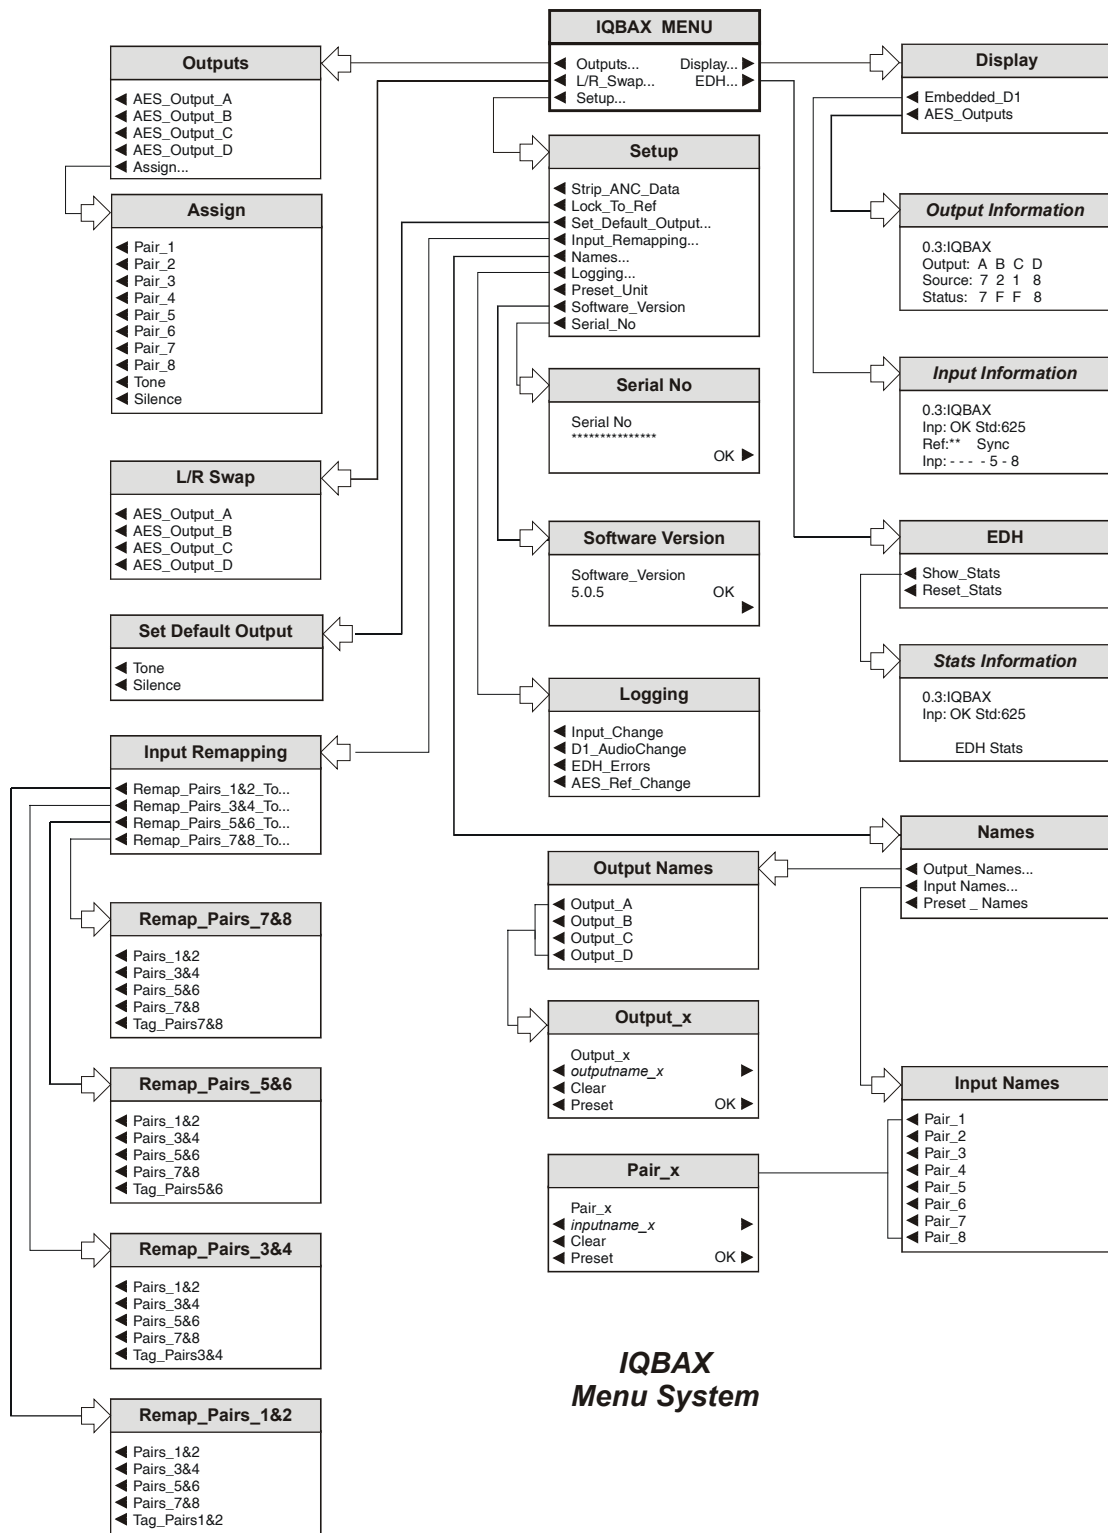 IQBAX MENU
Outputs... Display...
L/R_Swap... EDH...
Setup...
Outputs
AES_Output_A
AES_Output_B
AES_Output_C
AES_Output_D
Assign...
Display
Embedded_D1
AES_Outputs
Setup
Strip_ANC_Data
Lock_To_Ref
Set_Default_Output...
Input_Remapping...
Names...
Logging...
Preset_Unit
Software_Version
Serial_No
Assign
Pair_1
Pair_2
Pair_3
Pair_4
Pair_5
Pair_6
Pair_7
Pair_8
Tone
Silence
Output Information
0.3:IQBAX
Output: A B C D
Source: 7 2 1 8
Status: 7 F F 8
Serial No
Serial No
***************
OK
Input Information
0.3:IQBAX
Inp: OK Std:625
Ref:** Sync
Inp: - - - - 5 - 8
L/R Swap
AES_Output_A
AES_Output_B
AES_Output_C
AES_Output_D
Software Version
Software_Version
5.0.5 OK
EDH
Show_Stats
Reset_Stats
Set Default Output
Tone
Silence
Stats Information
0.3:IQBAX
Inp: OK Std:625
EDH Stats
Logging
Input_Change
D1_AudioChange
EDH_Errors
AES_Ref_Change
Input Remapping
Remap_Pairs_1&2_To...
Remap_Pairs_3&4_To...
Remap_Pairs_5&6_To...
Remap_Pairs_7&8_To...
Names
Output_Names...
Input Names...
Preset _ Names
Output Names
Output_A
Output_B
Output_C
Output_D
Remap_Pairs_7&8
Pairs_1&2
Pairs_3&4
Pairs_5&6
Pairs_7&8
Tag_Pairs7&8
Output_x
Output_x
outputname_x
Clear
Preset OK
Remap_Pairs_5&6
Pairs_1&2
Pairs_3&4
Pairs_5&6
Pairs_7&8
Tag_Pairs5&6
Input Names
Pair_1
Pair_2
Pair_3
Pair_4
Pair_5
Pair_6
Pair_7
Pair_8
Pair_x
Pair_x
inputname_x
Clear
Preset OK
Remap_Pairs_3&4
Pairs_1&2
Pairs_3&4
Pairs_5&6
Pairs_7&8
Tag_Pairs3&4
IQBAX
Menu System
Remap_Pairs_1&2
Pairs_1&2
Pairs_3&4
Pairs_5&6
Pairs_7&8
Tag_Pairs1&2